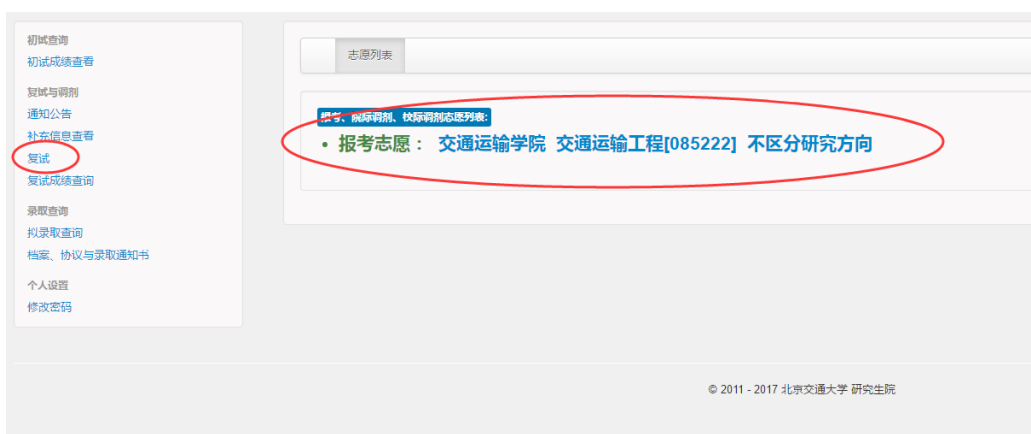 初试查询
初试成绩查看
复试与调剂
通知公告
补充信息查看
复试
复试成绩查询
录取查询
拟录取查询
档案、协议与录取通知书
个人设置
修改密码
志愿列表
报考、院际调剂、校际调剂志愿列表:
• 报考志愿： 交通运输学院 交通运输工程[085222] 不区分研究方向
© 2011 - 2017 北京交通大学 研究生院